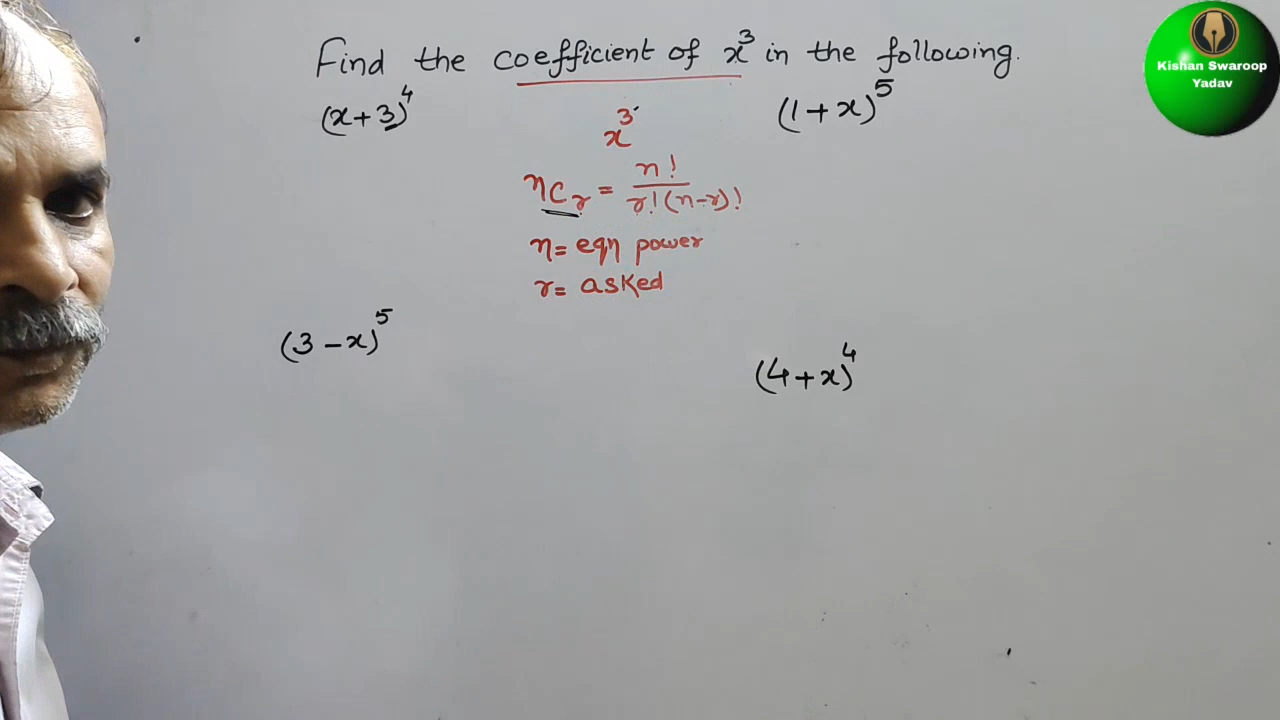 Find the coefficient of x³ in the following.
(x+3)⁴
(1+x)⁵
x³
nCr = n! / r!(n-r)!
n= eqn power
r= asked
(3-x)⁵
(4+x)⁴
Kishan Swaroop
Yadav